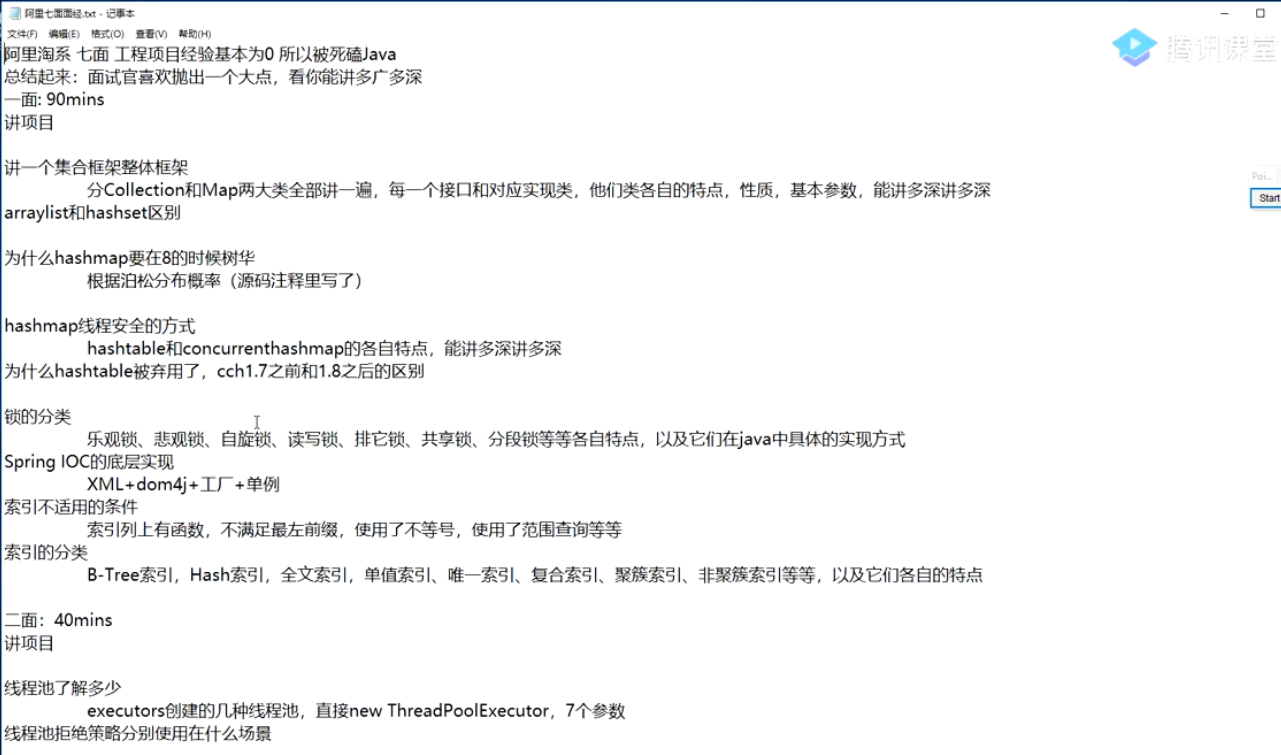 阿里七面面经.txt - 记事本
文件(F) 编辑(E) 格式(O) 查看(V) 帮助(H)
阿里淘系 七面 工程项目经验基本为0 所以被死磕Java
总结起来：面试官喜欢抛出一个大点，看你能讲多广多深
一面: 90mins
讲项目
讲一个集合框架整体框架
分Collection和Map两大类全部讲一遍，每一个接口和对应实现类，他们类各自的特点，性质，基本参数，能讲多深讲多深
arraylist和hashset区别
为什么hashmap要在8的时候树华
根据泊松分布概率（源码注释里写了）
hashmap线程安全的方式
hashtable和concurrenthashmap的各自特点，能讲多深讲多深
为什么hashtable被弃用了，cch1.7之前和1.8之后的区别
锁的分类
乐观锁、悲观锁、自旋锁、读写锁、排它锁、共享锁、分段锁等等各自特点，以及它们在java中具体的实现方式
Spring IOC的底层实现
XML+dom4j+工厂+单例
索引不适用的条件
索引列上有函数，不满足最左前缀，使用了不等号，使用了范围查询等等
索引的分类
B-Tree索引，Hash索引，全文索引，单值索引、唯一索引、复合索引、聚簇索引、非聚簇索引等等，以及它们各自的特点
二面：40mins
讲项目
线程池了解多少
executors创建的几种线程池，直接new ThreadPoolExecutor，7个参数
线程池拒绝策略分别使用在什么场景
腾讯课堂
Poi...
Start